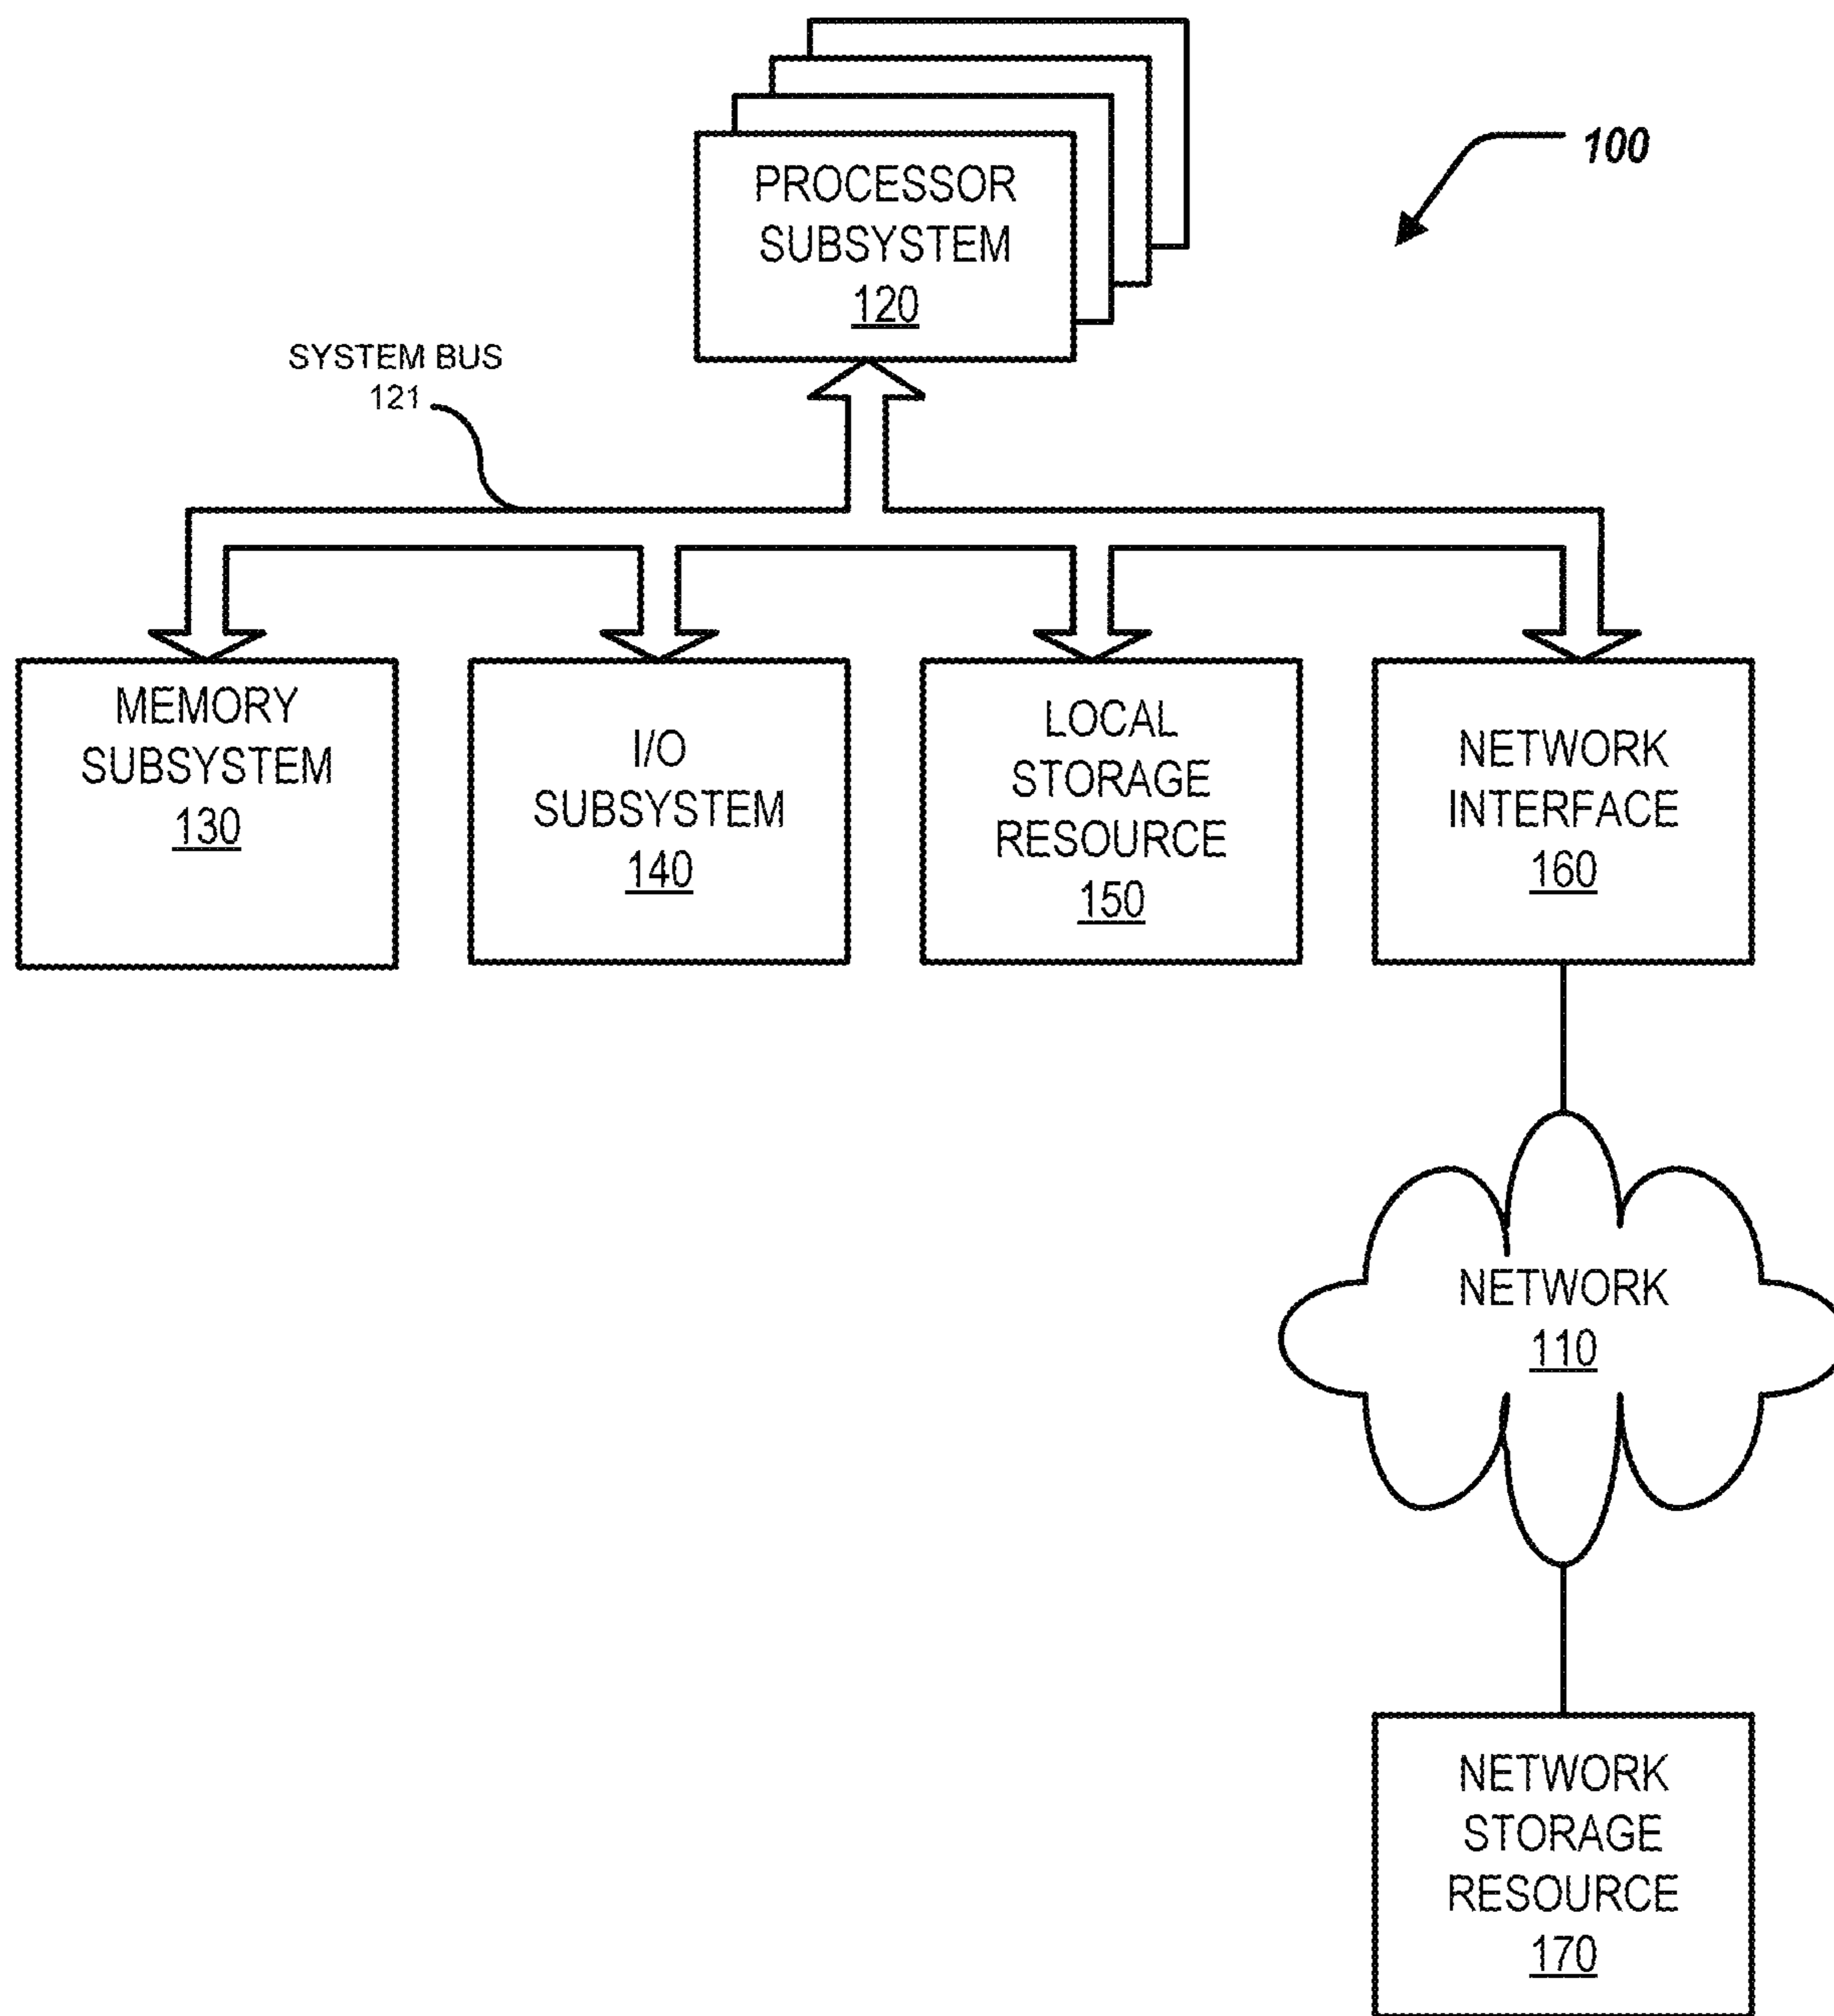 100
PROCESSOR
SUBSYSTEM
120
SYSTEM BUS
121
MEMORY
SUBSYSTEM
130
I/O
SUBSYSTEM
140
LOCAL
STORAGE
RESOURCE
150
NETWORK
INTERFACE
160
NETWORK
110
NETWORK
STORAGE
RESOURCE
170